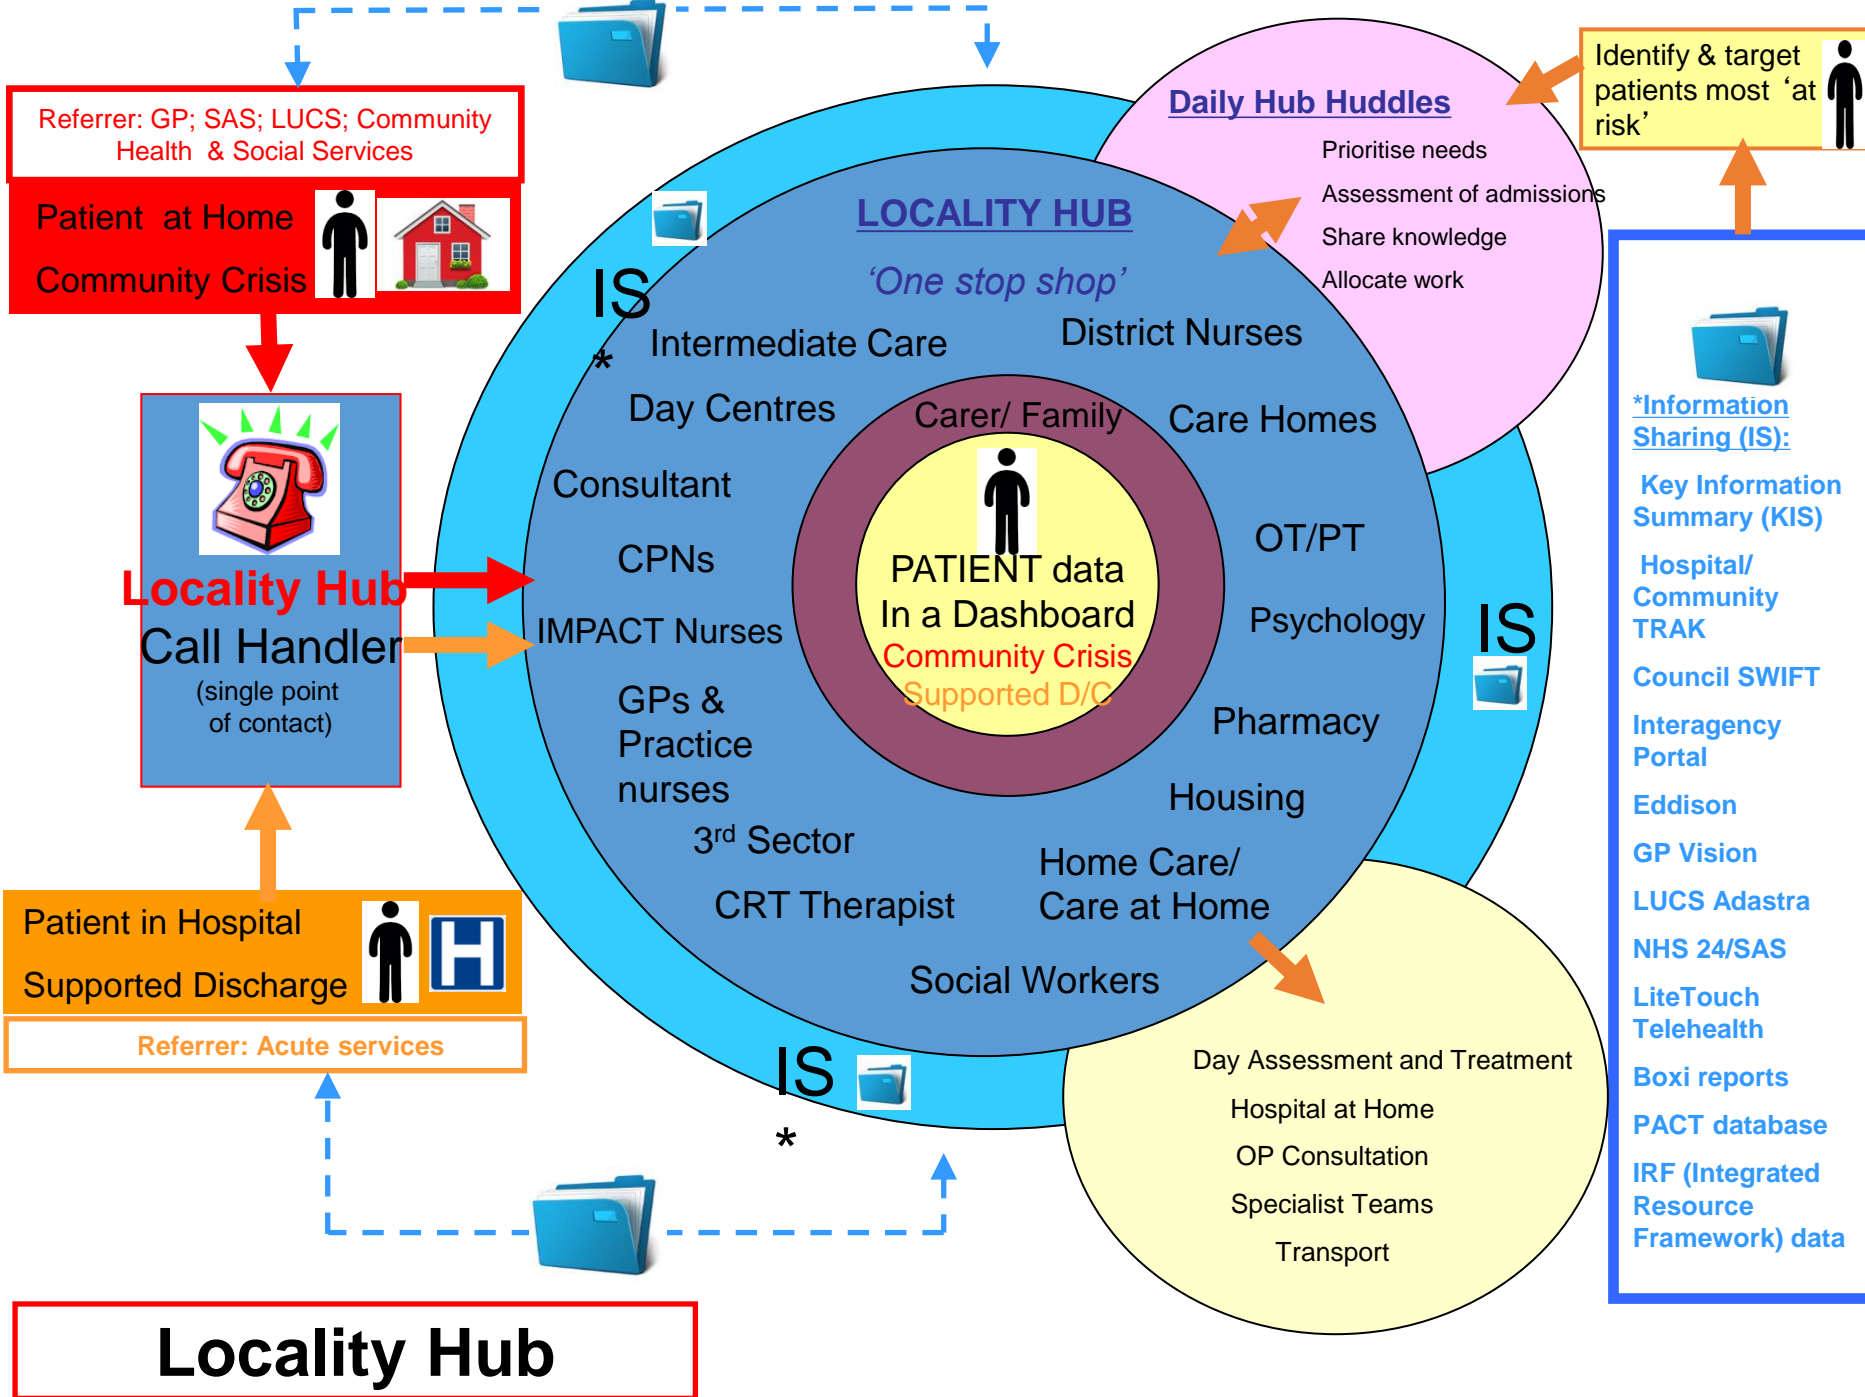 Referrer: GP; SAS; LUCS; Community
Health & Social Services
Patient at Home
Community Crisis
Locality Hub
Call Handler
(single point
of contact)
Patient in Hospital
Supported Discharge
H
Referrer: Acute services
Locality Hub
IS
*
IS
*
IS
LOCALITY HUB
‘One stop shop’
Intermediate Care
District Nurses
Day Centres
Care Homes
Consultant
OT/PT
CPNs
Psychology
IMPACT Nurses
Pharmacy
GPs &
Practice
nurses
Housing
3rd Sector
Home Care/
Care at Home
CRT Therapist
Social Workers
Carer/ Family
PATIENT data
In a Dashboard
Community Crisis
Supported D/C
Daily Hub Huddles
Prioritise needs
Assessment of admissions
Share knowledge
Allocate work
Day Assessment and Treatment
Hospital at Home
OP Consultation
Specialist Teams
Transport
Identify & target
patients most ‘at
risk’
*Information
Sharing (IS):
Key Information
Summary (KIS)
Hospital/
Community
TRAK
Council SWIFT
Interagency
Portal
Eddison
GP Vision
LUCS Adastra
NHS 24/SAS
LiteTouch
Telehealth
Boxi reports
PACT database
IRF (Integrated
Resource
Framework) data